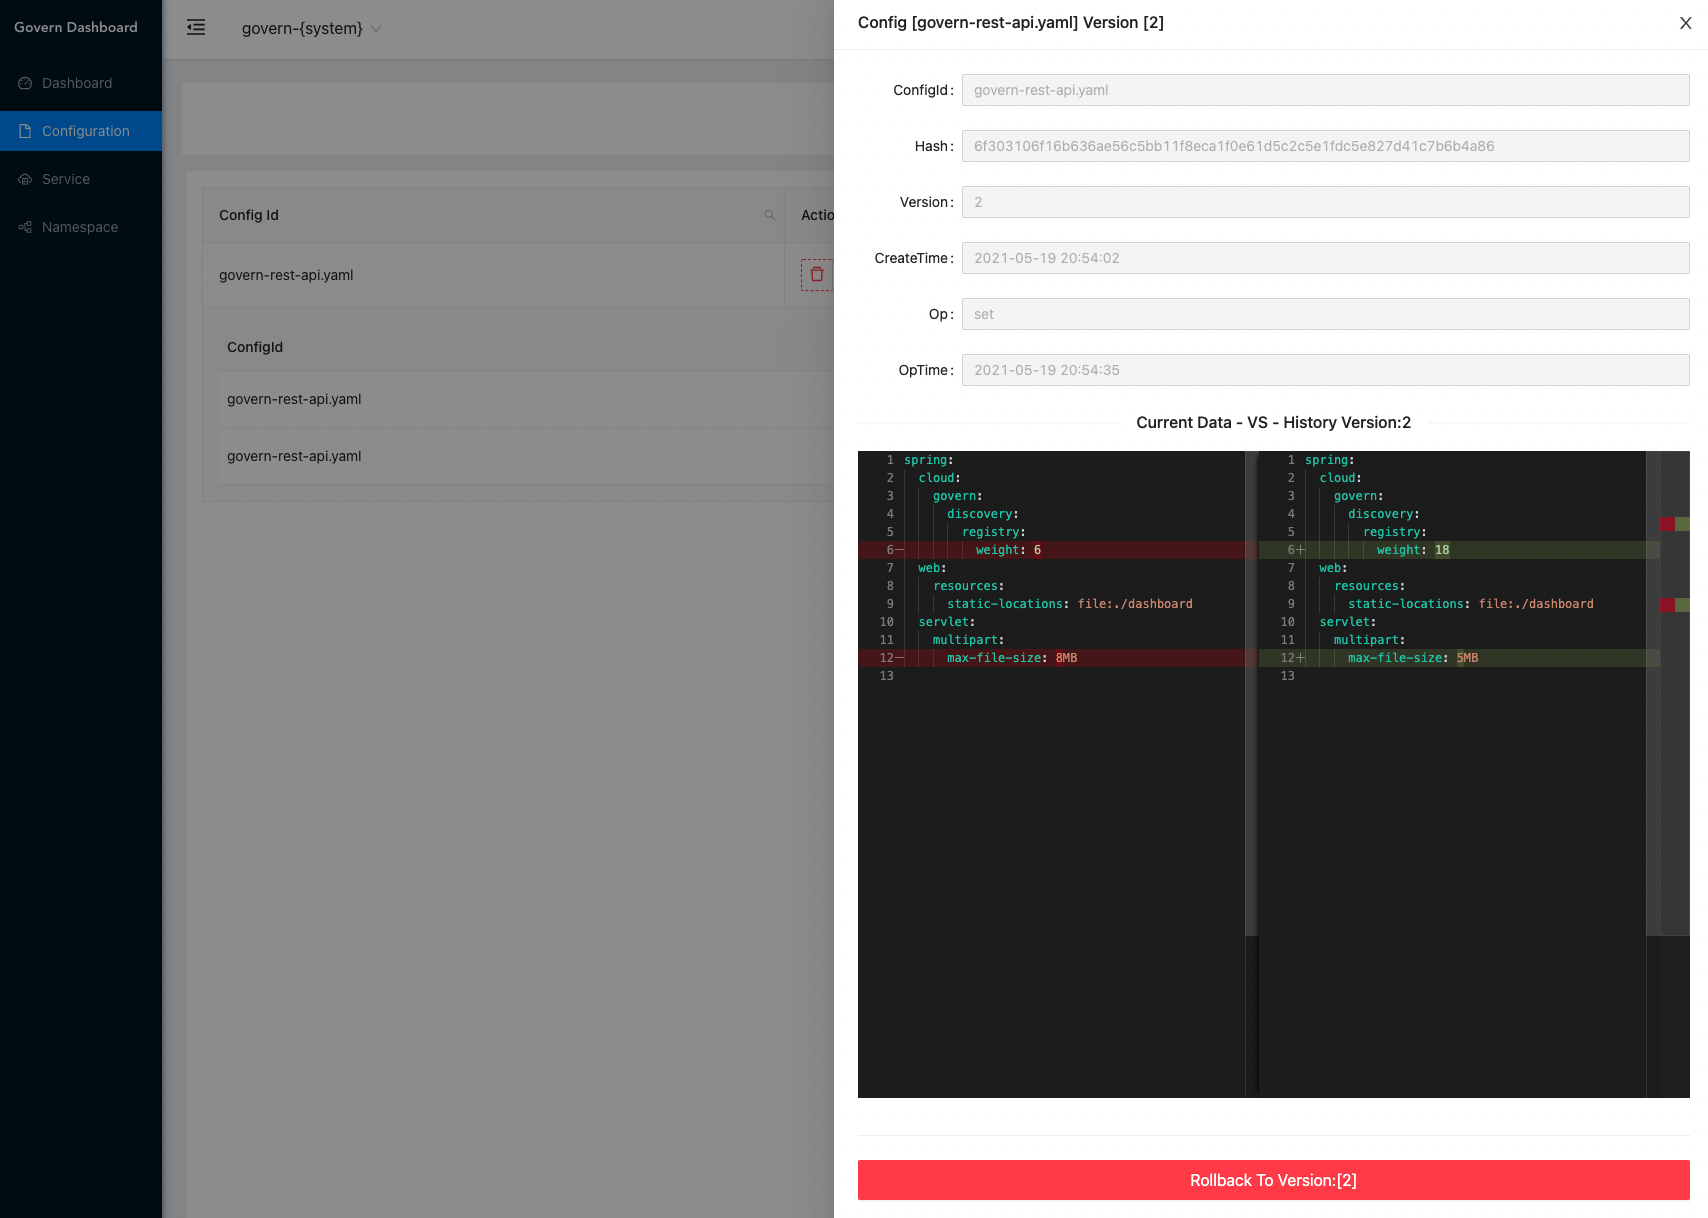 Govern Dashboard
Dashboard
Configuration
Service
Namespace
govern-{system}
Config Id
Actio
govern-rest-api.yaml
ConfigId
govern-rest-api.yaml
govern-rest-api.yaml
Config [govern-rest-api.yaml] Version [2]
ConfigId: govern-rest-api.yaml
Hash: 6f303106f16b636ae56c5bb11f8eca1f0e61d5c2c5e1fdc5e827d41c7b6b4a86
Version: 2
CreateTime: 2021-05-19 20:54:02
Op: set
OpTime: 2021-05-19 20:54:35
Current Data - VS - History Version:2
1 spring:
2 cloud:
3 govern:
4 discovery:
5 registry:
6- weight: 6
7 web:
8 resources:
9 static-locations: file:./dashboard
10 servlet:
11 multipart:
12- max-file-size: 8MB
13
1 spring:
2 cloud:
3 govern:
4 discovery:
5 registry:
6+ weight: 18
7 web:
8 resources:
9 static-locations: file:./dashboard
10 servlet:
11 multipart:
12+ max-file-size: 5MB
13
Rollback To Version:[2]